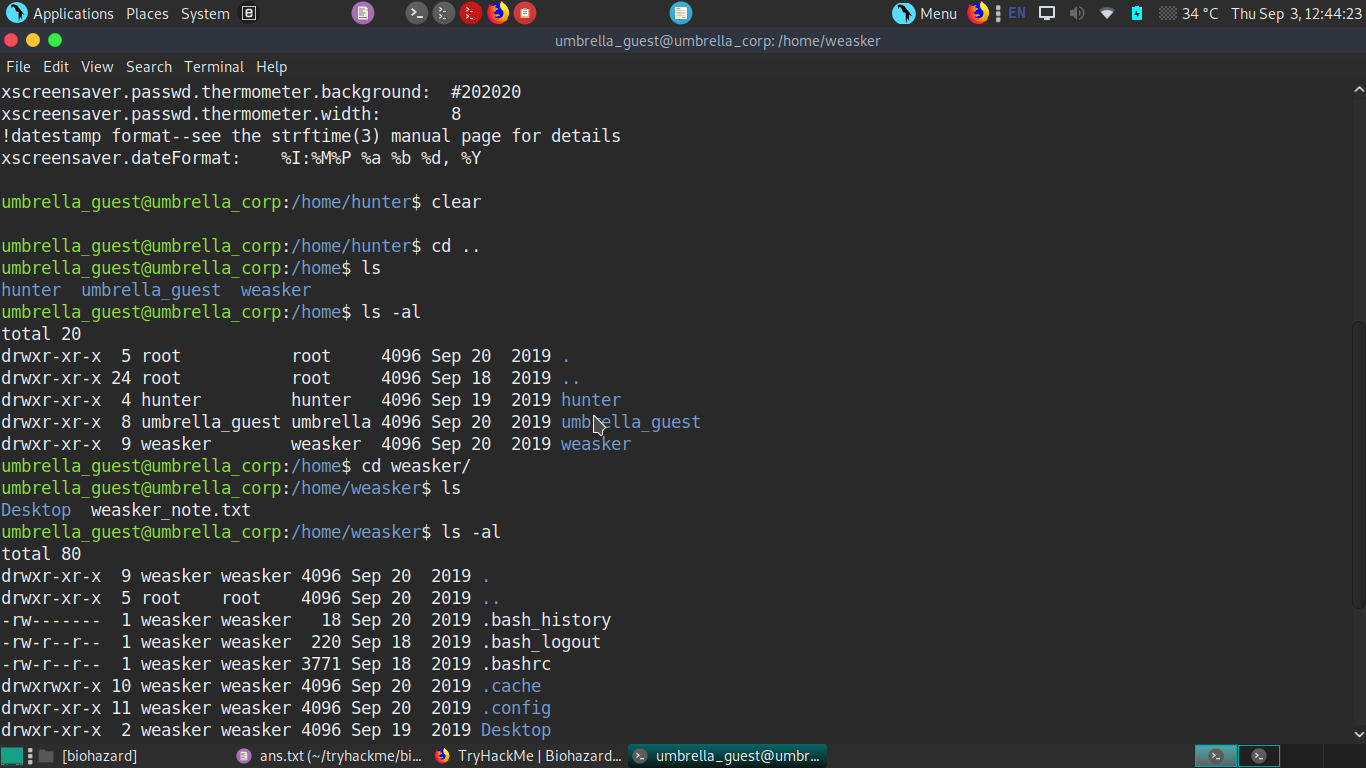 Applications Places System
Menu EN 34 °C Thu Sep 3, 12:44:23
umbrella_guest@umbrella_corp: /home/weasker
File Edit View Search Terminal Help
xscreensaver.passwd.thermometer.background:  #202020
xscreensaver.passwd.thermometer.width:       8
!datestamp format--see the strftime(3) manual page for details
xscreensaver.dateFormat:    %I:%M%P %a %b %d, %Y
umbrella_guest@umbrella_corp:/home/hunter$ clear
umbrella_guest@umbrella_corp:/home/hunter$ cd ..
umbrella_guest@umbrella_corp:/home$ ls
hunter  umbrella_guest  weasker
umbrella_guest@umbrella_corp:/home$ ls -al
total 20
drwxr-xr-x  5 root           root     4096 Sep 20  2019 .
drwxr-xr-x 24 root           root     4096 Sep 18  2019 ..
drwxr-xr-x  4 hunter         hunter   4096 Sep 19  2019 hunter
drwxr-xr-x  8 umbrella_guest umbrella 4096 Sep 20  2019 umbrella_guest
drwxr-xr-x  9 weasker        weasker  4096 Sep 20  2019 weasker
umbrella_guest@umbrella_corp:/home$ cd weasker/
umbrella_guest@umbrella_corp:/home/weasker$ ls
Desktop  weasker_note.txt
umbrella_guest@umbrella_corp:/home/weasker$ ls -al
total 80
drwxr-xr-x  9 weasker weasker 4096 Sep 20  2019 .
drwxr-xr-x  5 root    root    4096 Sep 20  2019 ..
-rw-------  1 weasker weasker   18 Sep 20  2019 .bash_history
-rw-r--r--  1 weasker weasker  220 Sep 18  2019 .bash_logout
-rw-r--r--  1 weasker weasker 3771 Sep 18  2019 .bashrc
drwxrwxr-x 10 weasker weasker 4096 Sep 20  2019 .cache
drwxr-xr-x 11 weasker weasker 4096 Sep 20  2019 .config
drwxr-xr-x  2 weasker weasker 4096 Sep 19  2019 Desktop
[biohazard] ans.txt (~/tryhackme/bi... TryHackMe | Biohazard... umbrella_guest@umbr...